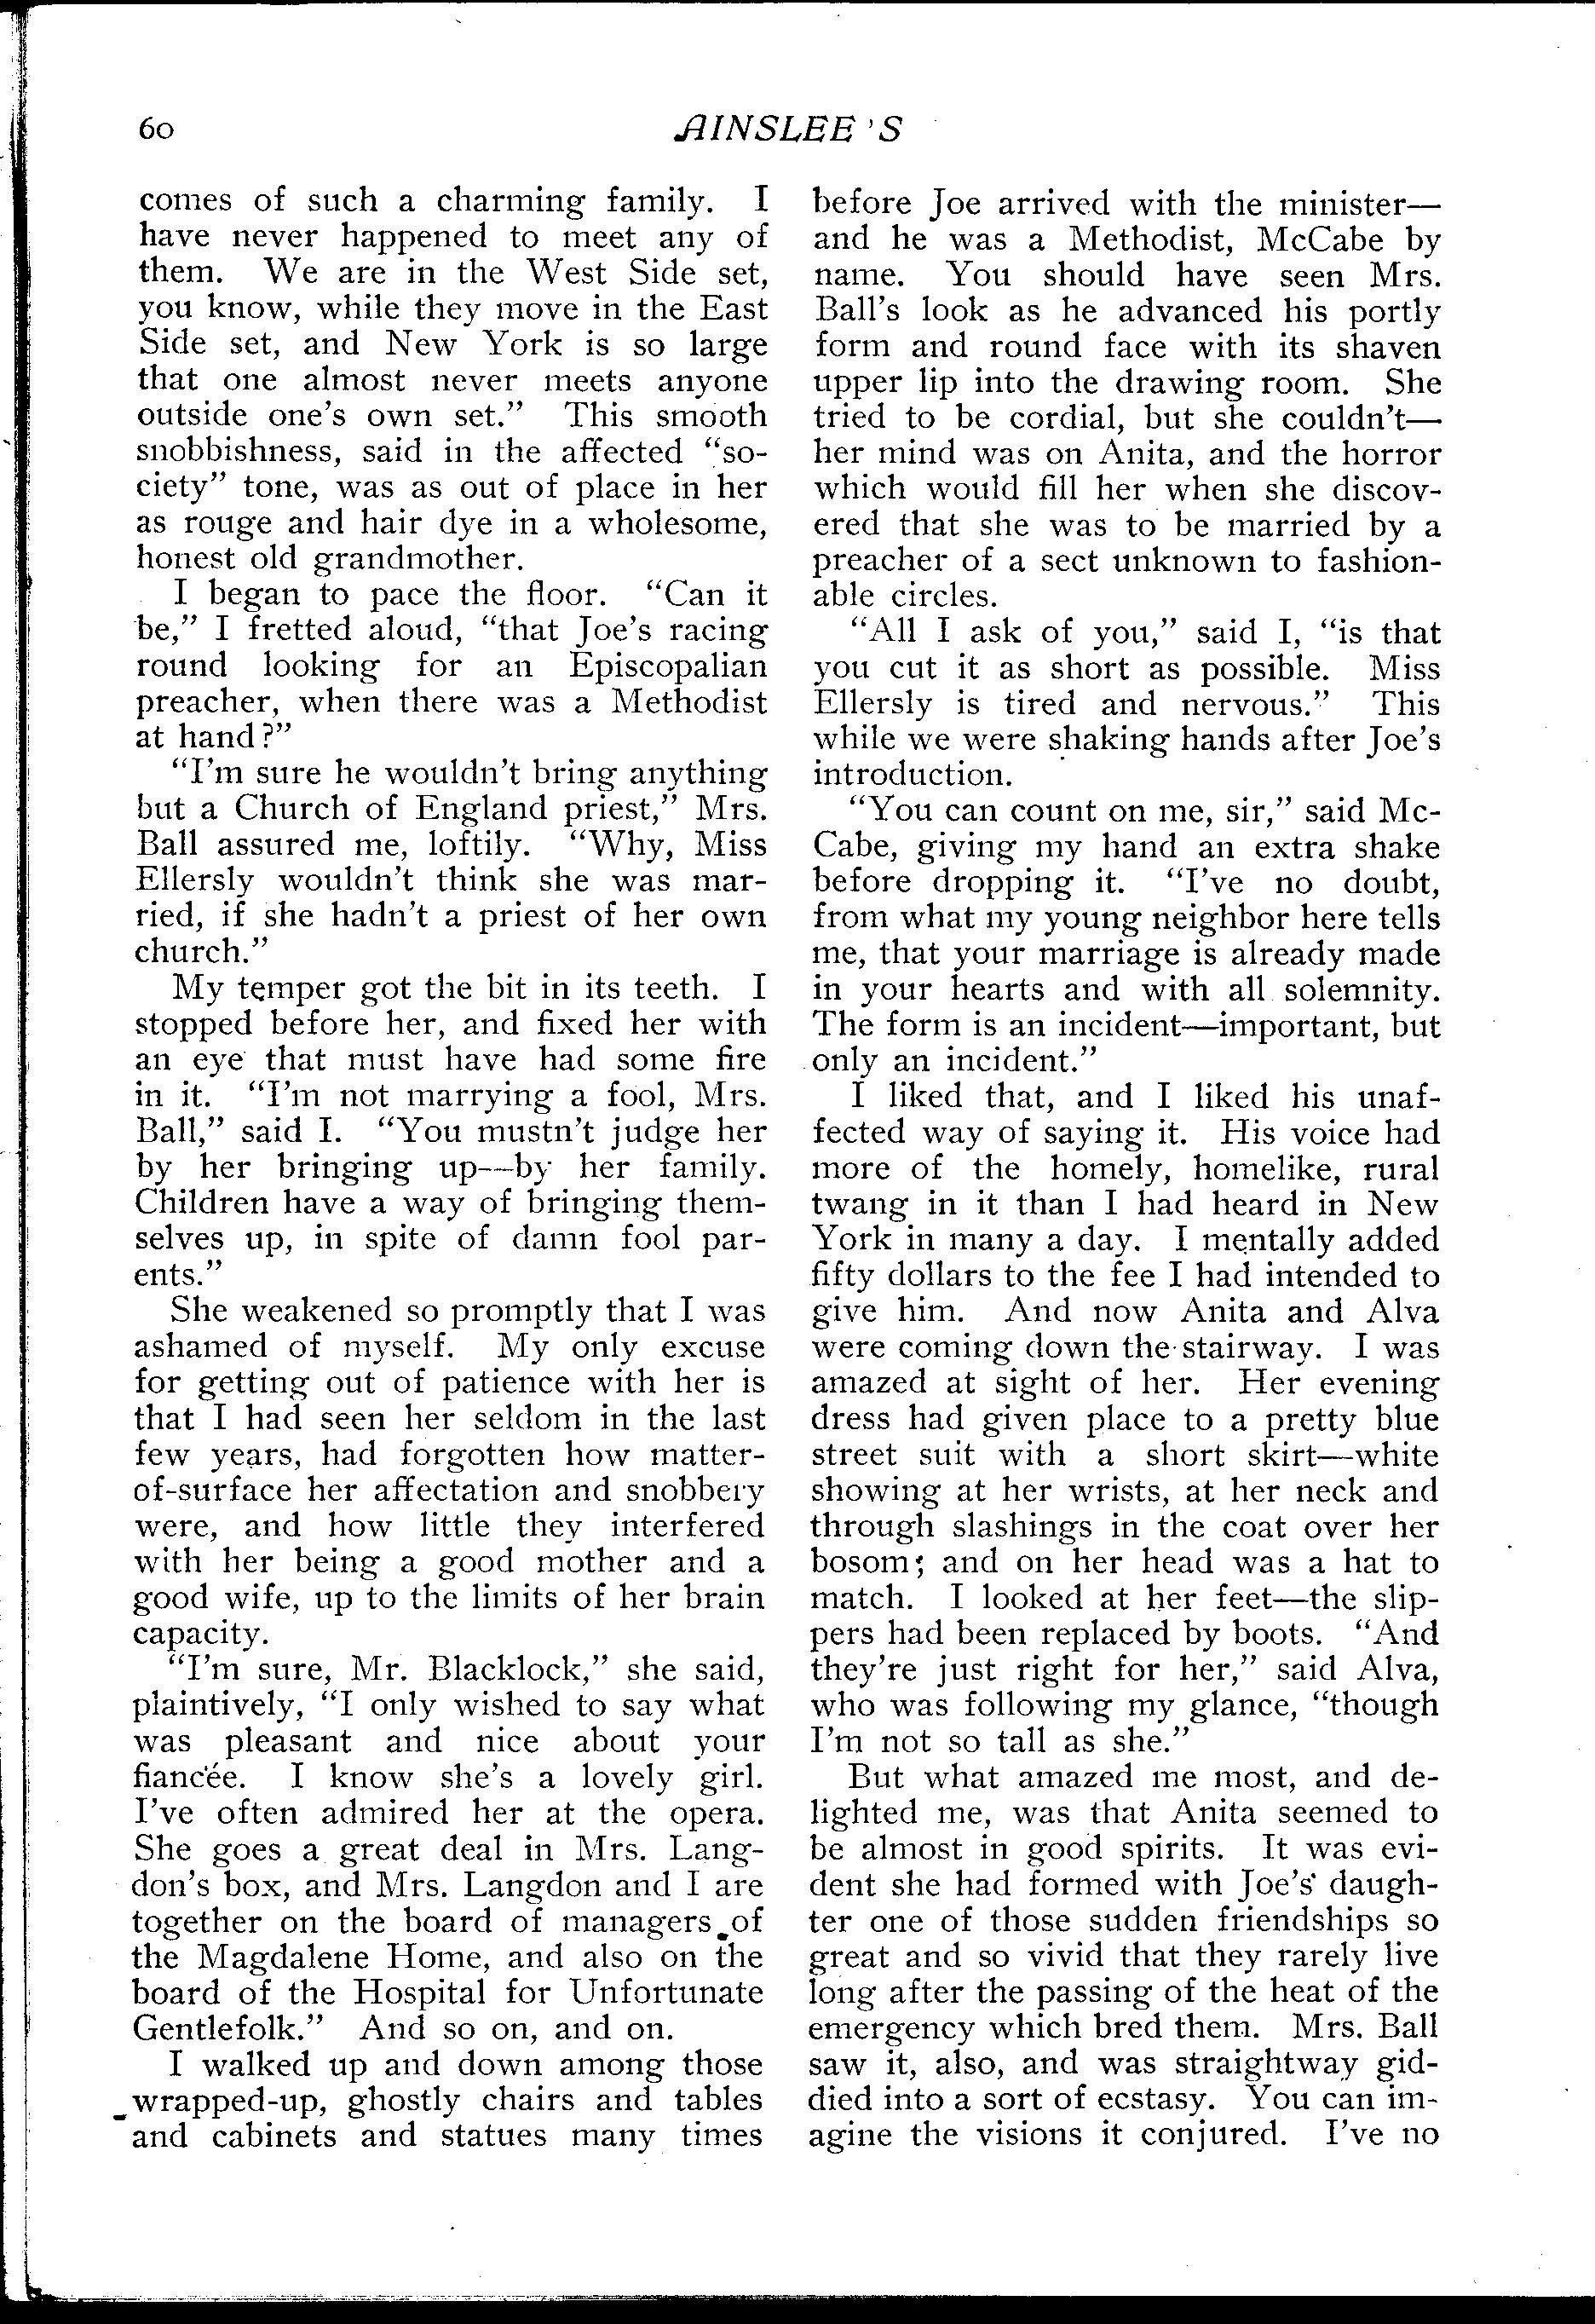 60
AINSLEE'S
comes of such a charming family. I
have never happened to meet any of
them. We are in the West Side set,
you know, while they move in the East
Side set, and New York is so large
that one almost never meets anyone
outside one's own set." This smooth
snobbishness, said in the affected "so-
ciety" tone, was as out of place in her
as rouge and hair dye in a wholesome,
honest old grandmother.
I began to pace the floor. "Can it
be," I fretted aloud, "that Joe's racing
round looking for an Episcopalian
preacher, when there was a Methodist
at hand?"
"I'm sure he wouldn't bring anything
but a Church of England priest," Mrs.
Ball assured me, loftily. "Why, Miss
Ellersly wouldn't think she was mar-
ried, if she hadn't a priest of her own
church."
My temper got the bit in its teeth. I
stopped before her, and fixed her with
an eye that must have had some fire
in it. "I'm not marrying a fool, Mrs.
Ball," said I. "You mustn't judge her
by her bringing up—by her family.
Children have a way of bringing them-
selves up, in spite of damn fool par-
ents."
She weakened so promptly that I was
ashamed of myself. My only excuse
for getting out of patience with her is
that I had seen her seldom in the last
few years, had forgotten how matter-
of-surface her affectation and snobbery
were, and how little they interfered
with her being a good mother and a
good wife, up to the limits of her brain
capacity.
"I'm sure, Mr. Blacklock," she said,
plaintively, "I only wished to say what
was pleasant and nice about your
fiancée. I know she's a lovely girl.
I've often admired her at the opera.
She goes a great deal in Mrs. Lang-
don's box, and Mrs. Langdon and I are
together on the board of managers of
the Magdalene Home, and also on the
board of the Hospital for Unfortunate
Gentlefolk." And so on, and on.
I walked up and down among those
wrapped-up, ghostly chairs and tables
and cabinets and statues many times
before Joe arrived with the minister—
and he was a Methodist, McCabe by
name. You should have seen Mrs.
Ball's look as he advanced his portly
form and round face with its shaven
upper lip into the drawing room. She
tried to be cordial, but she couldn't—
her mind was on Anita, and the horror
which would fill her when she discov-
ered that she was to be married by a
preacher of a sect unknown to fashion-
able circles.
"All I ask of you," said I, "is that
you cut it as short as possible. Miss
Ellersly is tired and nervous." This
while we were shaking hands after Joe's
introduction.
"You can count on me, sir," said Mc-
Cabe, giving my hand an extra shake
before dropping it. "I've no doubt,
from what my young neighbor here tells
me, that your marriage is already made
in your hearts and with all solemnity.
The form is an incident—important, but
only an incident."
I liked that, and I liked his unaf-
fected way of saying it. His voice had
more of the homely, homelike, rural
twang in it than I had heard in New
York in many a day. I mentally added
fifty dollars to the fee I had intended to
give him. And now Anita and Alva
were coming down the stairway. I was
amazed at sight of her. Her evening
dress had given place to a pretty blue
street suit with a short skirt—white
showing at her wrists, at her neck and
through slashings in the coat over her
bosom; and on her head was a hat to
match. I looked at her feet—the slip-
pers had been replaced by boots. "And
they're just right for her," said Alva,
who was following my glance, "though
I'm not so tall as she."
But what amazed me most, and de-
lighted me, was that Anita seemed to
be almost in good spirits. It was evi-
dent she had formed with Joe's daugh-
ter one of those sudden friendships so
great and so vivid that they rarely live
long after the passing of the heat of the
emergency which bred them. Mrs. Ball
saw it, also, and was straightway gid-
died into a sort of ecstasy. You can im-
agine the visions it conjured. I've no